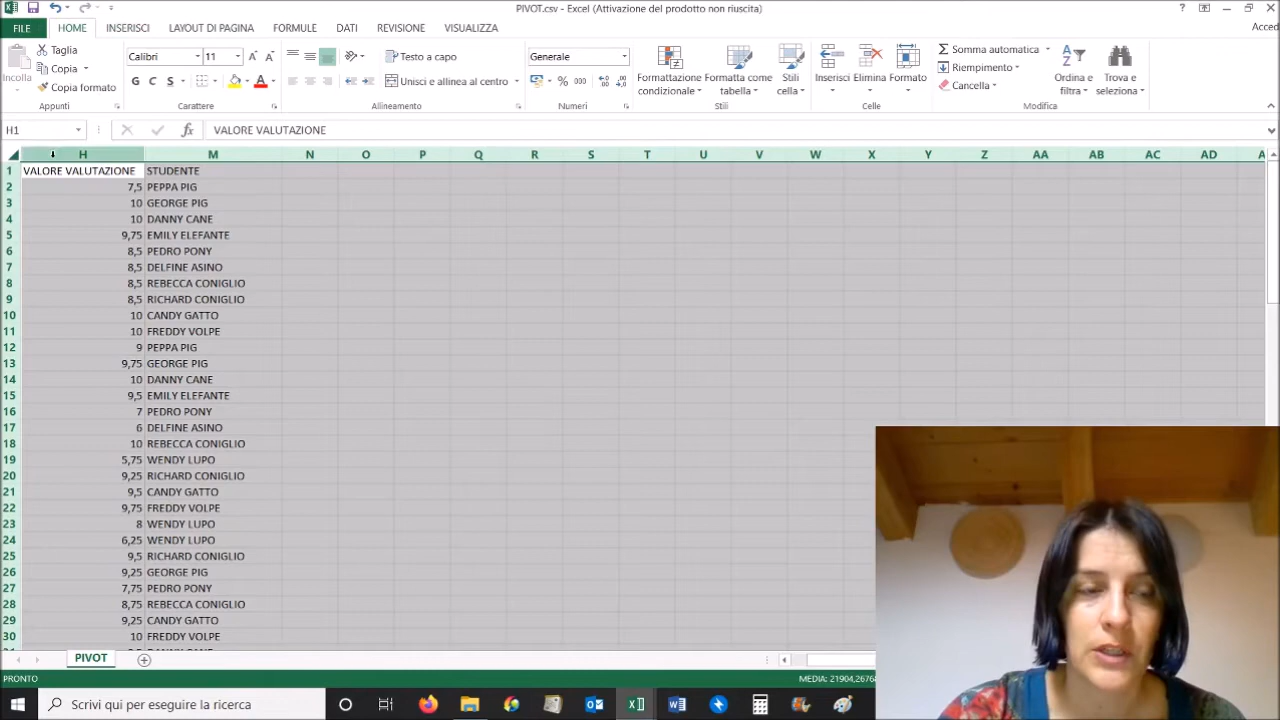 PIVOT.csv - Excel (Attivazione del prodotto non riuscita)
FILE HOME INSERISCI LAYOUT DI PAGINA FORMULE DATI REVISIONE VISUALIZZA Acced
Incolla Taglia Copia Copia formato Appunti
Calibri 11 G C S A Carattere
Testo a capo Unisci e allinea al centro Allineamento
Generale % 000 Numeri
Formattazione condizionale Formatta come tabella Stili cella Stili
Inserisci Elimina Formato Celle
Somma automatica Riempimento Cancella Ordina e filtra Trova e seleziona Modifica
H1 fx VALORE VALUTAZIONE
H M N O P Q R S T U V W X Y Z AA AB AC AD A
1 VALORE VALUTAZIONE STUDENTE
2 7,5 PEPPA PIG
3 10 GEORGE PIG
4 10 DANNY CANE
5 9,75 EMILY ELEFANTE
6 8,5 PEDRO PONY
7 8,5 DELFINE ASINO
8 8,5 REBECCA CONIGLIO
9 8,5 RICHARD CONIGLIO
10 10 CANDY GATTO
11 10 FREDDY VOLPE
12 9 PEPPA PIG
13 9,75 GEORGE PIG
14 10 DANNY CANE
15 9,5 EMILY ELEFANTE
16 7 PEDRO PONY
17 6 DELFINE ASINO
18 10 REBECCA CONIGLIO
19 5,75 WENDY LUPO
20 9,25 RICHARD CONIGLIO
21 9,5 CANDY GATTO
22 9,75 FREDDY VOLPE
23 8 WENDY LUPO
24 6,25 WENDY LUPO
25 9,5 RICHARD CONIGLIO
26 9,25 GEORGE PIG
27 7,75 PEDRO PONY
28 8,75 REBECCA CONIGLIO
29 9,25 CANDY GATTO
30 10 FREDDY VOLPE
PIVOT
PRONTO MEDIA: 21904,2676
Scrivi qui per eseguire la ricerca